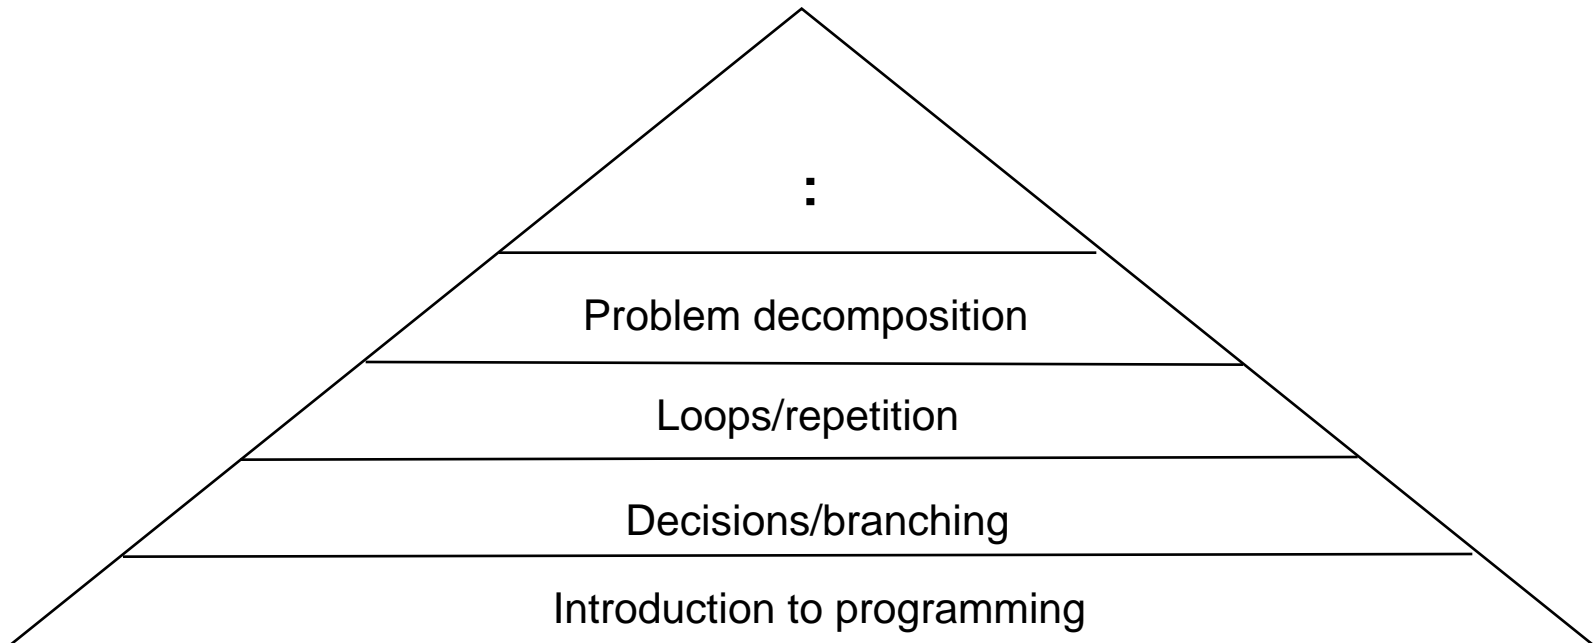 :
Problem decomposition
Loops/repetition
Decisions/branching
Introduction to programming